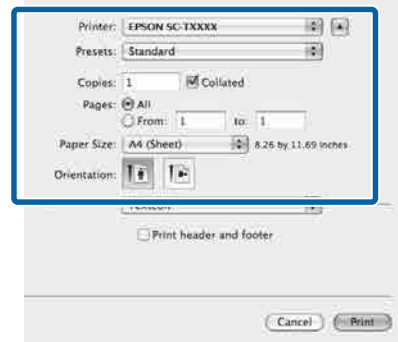 Printer: EPSON SC-TXXXX
Presets: Standard
Copies: 1 Collated
Pages: All
From: 1 to: 1
Paper Size: A4 (Sheet) 8.26 by 11.69 inches
Orientation:
TextEdit
Print header and footer
Cancel Print